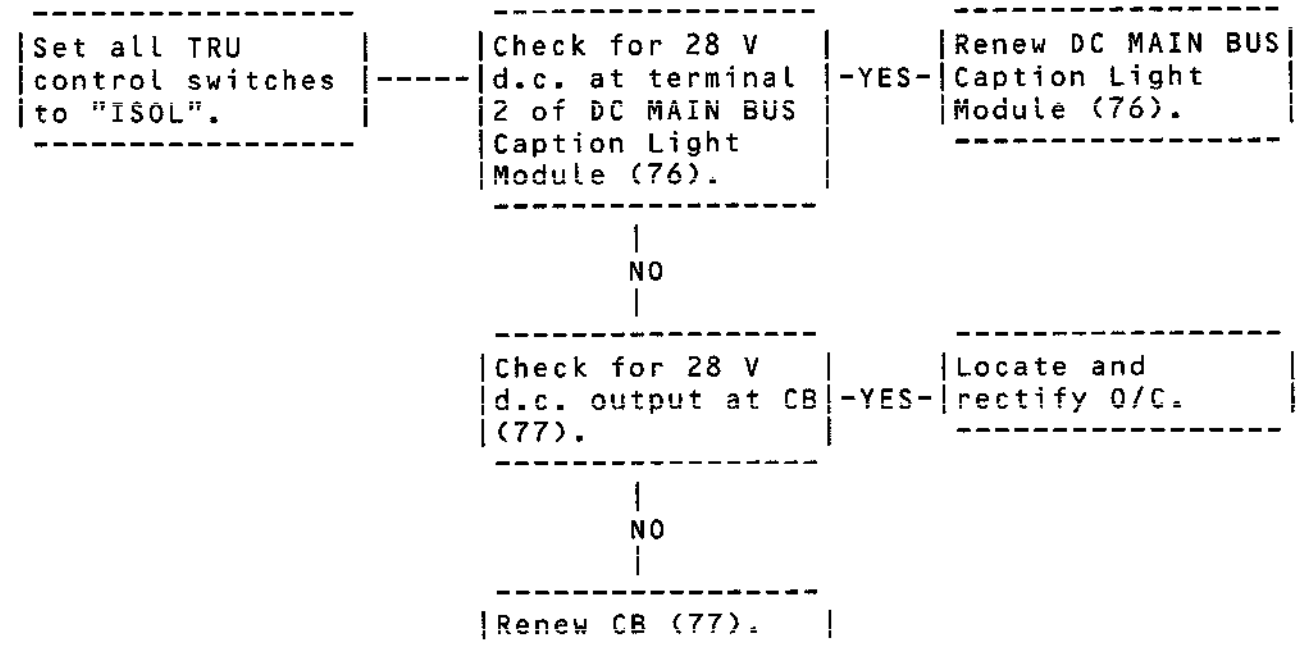 Set all TRU
control switches
to "ISOL".
Check for 28 V
d.c. at terminal
2 of DC MAIN BUS
Caption Light
Module (76).
-YES-
Renew DC MAIN BUS
Caption Light
Module (76).
NO
Check for 28 V
d.c. output at CB
(77).
-YES-
Locate and
rectify O/C.
NO
Renew CB (77).